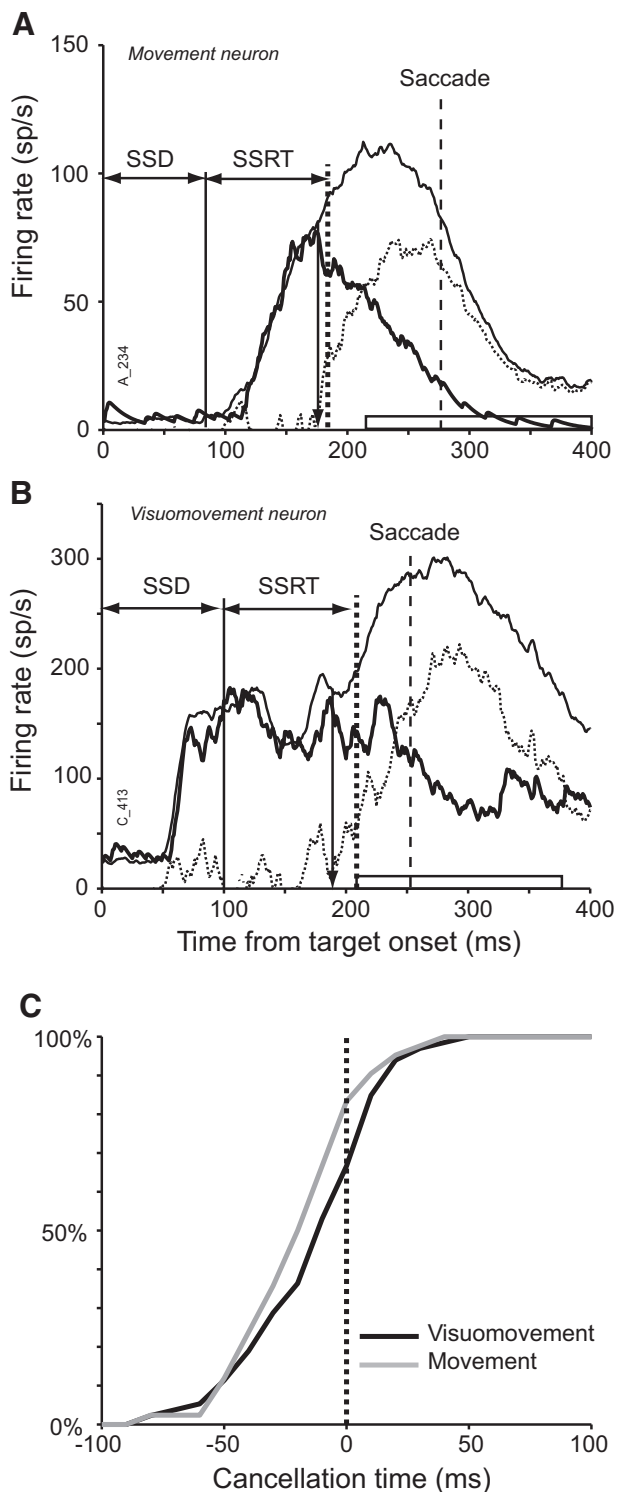 A
Movement neuron
150
100
50
0
Firing rate (sp/s)
Saccade
SSD
SSRT
A_234
0
100
200
300
400
B
Visuomovement neuron
300
200
100
0
Firing rate (sp/s)
Saccade
SSD
SSRT
C_413
0
100
200
300
400
Time from target onset (ms)
C
100%
50%
0%
Visuomovement
Movement
-100
-50
0
50
100
Cancellation time (ms)